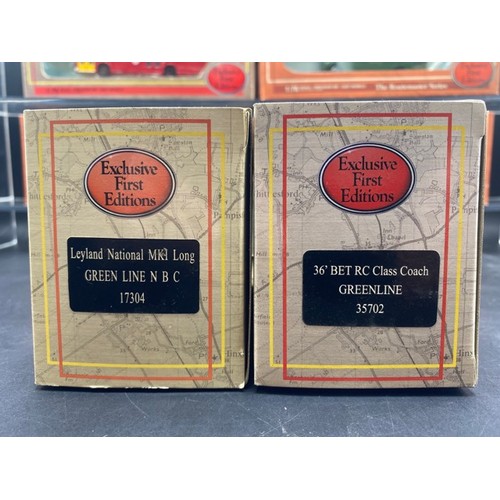 Exclusive
First
Editions
Leyland National MK1 Long
GREEN LINE N B C
17304
Exclusive
First
Editions
36' BET RC Class Coach
GREENLINE
35702